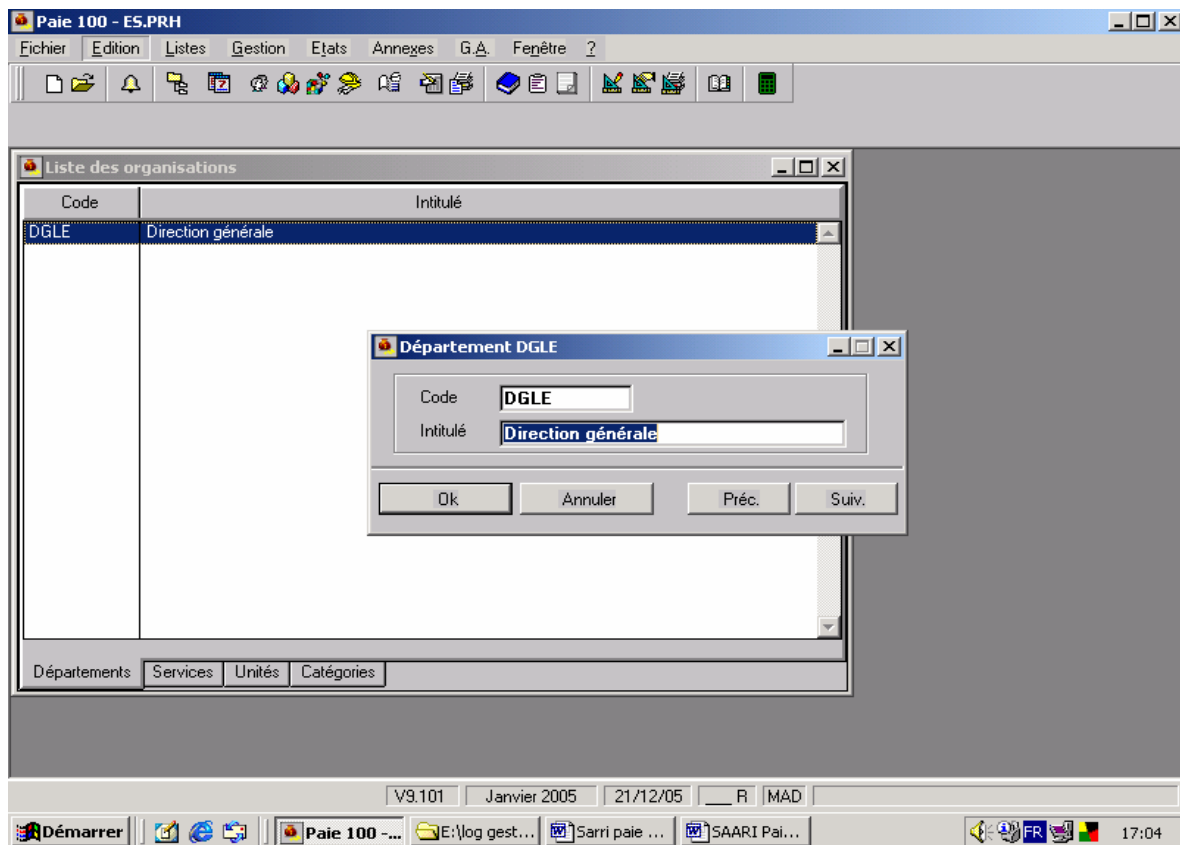 Paie 100 - ES.PRH
Fichier Edition Listes Gestion Etats Annexes G.A. Fenêtre ?
Liste des organisations
Code Intitulé
DGLE Direction générale
Département DGLE
Code DGLE
Intitulé Direction générale
Ok Annuler Préc. Suiv.
Départements Services Unités Catégories
V9.101 Janvier 2005 21/12/05 ___ R MAD
Démarrer Paie 100 -... E:\log gest... Sarri paie ... SAARI Pai... FR 17:04